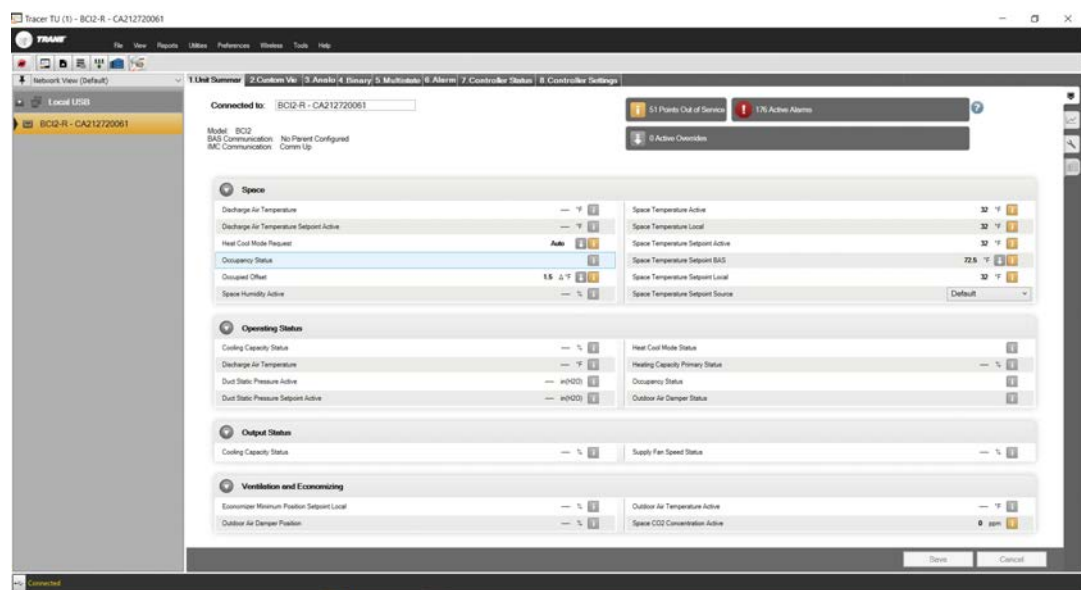 Tracer TU (1) - BCI2-R - CA212720061
TRANE File View Reports Utilities Preferences Wireless Tools Help
Network View (Default) 1.Unit Summar 2.Custom Vie 3.Analo 4.Binary 5.Multistate 6.Alarm 7.Controller Status 8.Controller Settings
Local USB
BCI2-R - CA212720061
Connected to: BCI2-R - CA212720061
51 Points Out of Service
176 Active Alarms
Model: BCI2
BAS Communication: No Parent Configured
IMC Communication: Comm Up
0 Active Overrides
Space
Discharge Air Temperature — °F
Space Temperature Active 32 °F
Discharge Air Temperature Setpoint Active — °F
Space Temperature Local 32 °F
Heat Cool Mode Request Auto
Space Temperature Setpoint Active 32 °F
Occupancy Status
Space Temperature Setpoint BAS 72.5 °F
Occupied Offset 1.5 Δ°F
Space Temperature Setpoint Local 32 °F
Space Humidity Active — %
Space Temperature Setpoint Source Default
Operating Status
Cooling Capacity Status — %
Heat Cool Mode Status
Discharge Air Temperature — °F
Heating Capacity Primary Status — %
Duct Static Pressure Active — in(H2O)
Occupancy Status
Duct Static Pressure Setpoint Active — in(H2O)
Outdoor Air Damper Status
Output Status
Cooling Capacity Status — %
Supply Fan Speed Status — %
Ventilation and Economizing
Economizer Minimum Position Setpoint Local — %
Outdoor Air Temperature Active — °F
Outdoor Air Damper Position — %
Space CO2 Concentration Active 0 ppm
Save Cancel
Connected